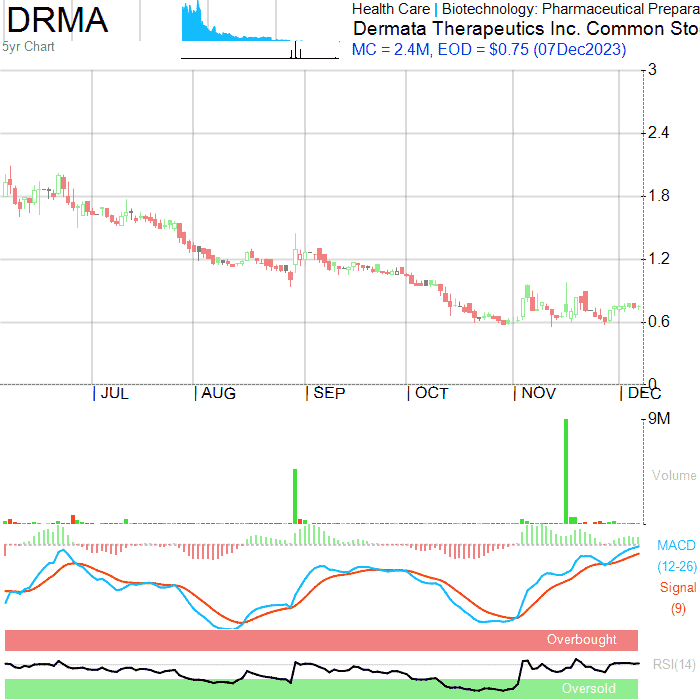 DRMA
5yr Chart
Health Care | Biotechnology: Pharmaceutical Prepara
Dermata Therapeutics Inc. Common Sto
MC = 2.4M, EOD = $0.75 (07Dec2023)
3
2.4
1.8
1.2
0.6
0
| JUL | AUG | SEP | OCT | NOV | DEC
9M
Volume
MACD
(12-26)
Signal
(9)
Overbought
RSI(14)
Oversold